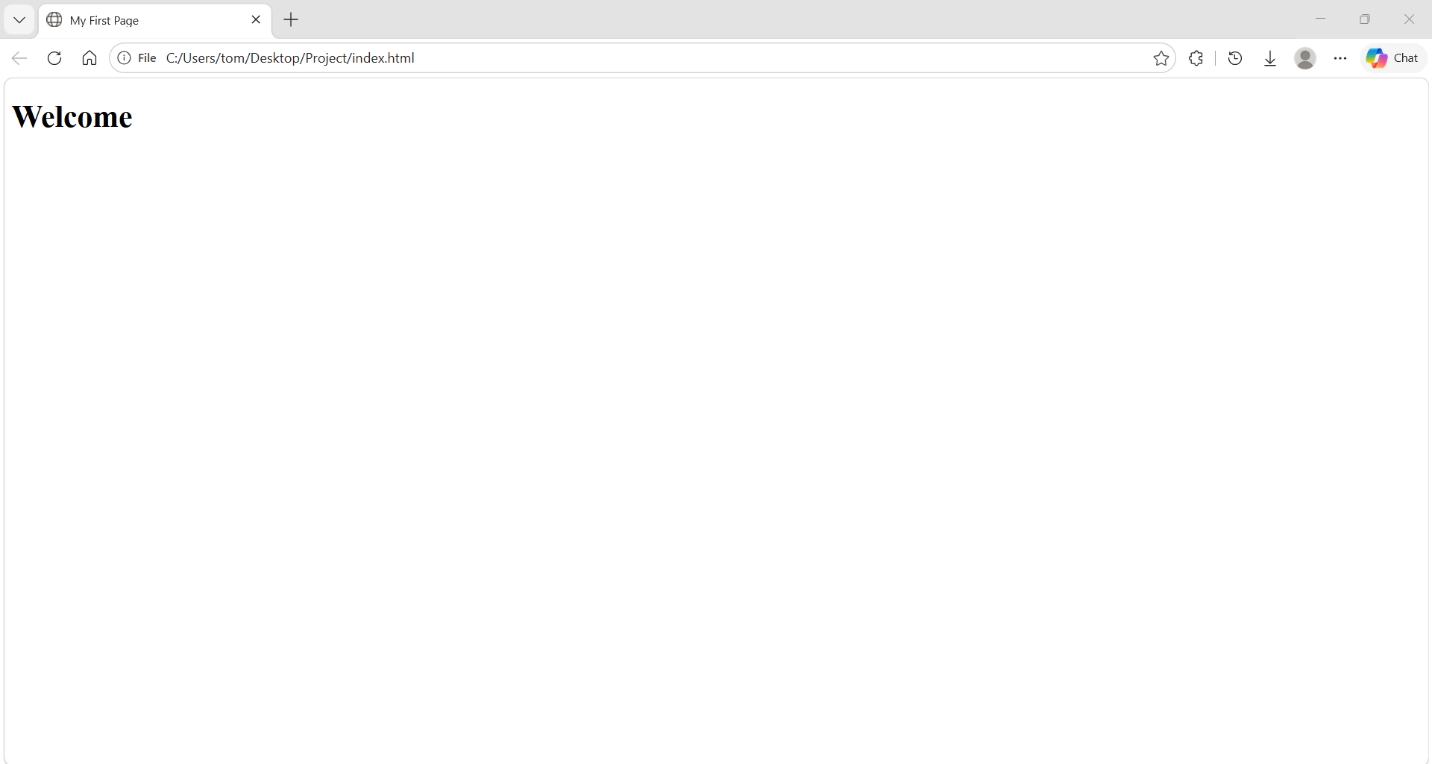 My First Page
File C:/Users/tom/Desktop/Project/index.html
Chat
Welcome